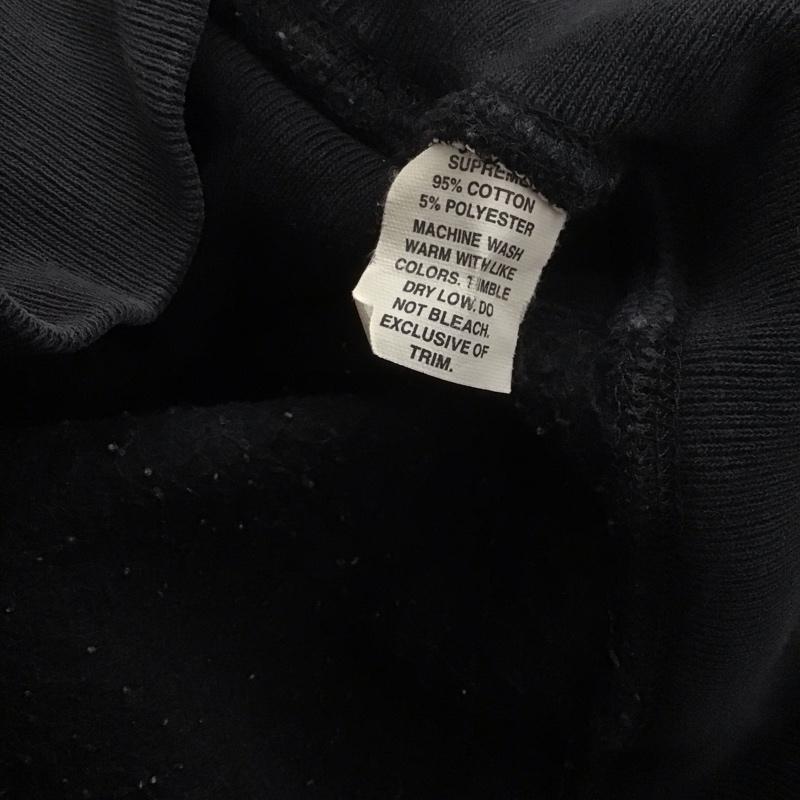 SUPREME
95% COTTON
5% POLYESTER
MACHINE WASH
WARM WITH LIKE
COLORS. TUMBLE
DRY LOW. DO
NOT BLEACH.
EXCLUSIVE OF
TRIM.